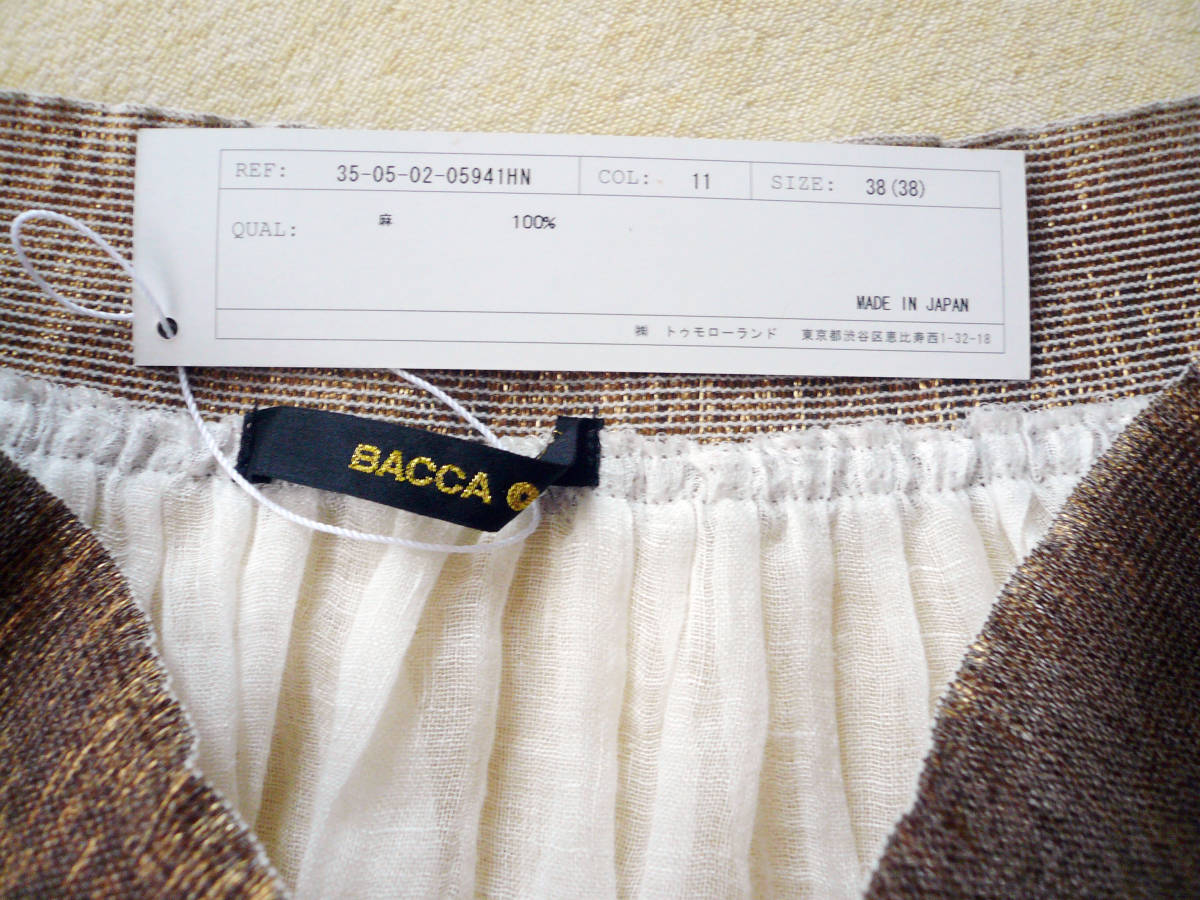 REF: 35-05-02-05941HN COL: 11 SIZE: 38(38)
QUAL: 麻 100%
MADE IN JAPAN
㈱ トゥモローランド 東京都渋谷区恵比寿西1-32-18
BACCA